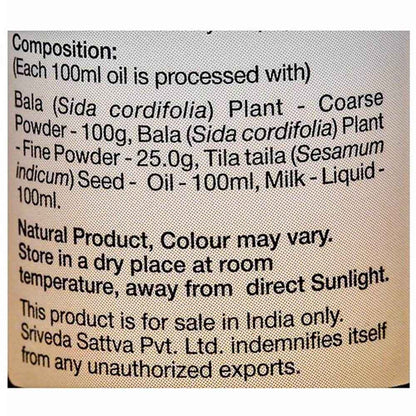 Composition:
(Each 100ml oil is processed with)
Bala (Sida cordifolia) Plant - Coarse
Powder - 100g, Bala (Sida cordifolia) Plant
- Fine Powder - 25.0g, Tila taila (Sesamum
indicum) Seed - Oil - 100ml, Milk - Liquid -
100ml.
Natural Product, Colour may vary.
Store in a dry place at room
temperature, away from direct Sunlight.
This product is for sale in India only.
Sriveda Sattva Pvt. Ltd. indemnifies itself
from any unauthorized exports.